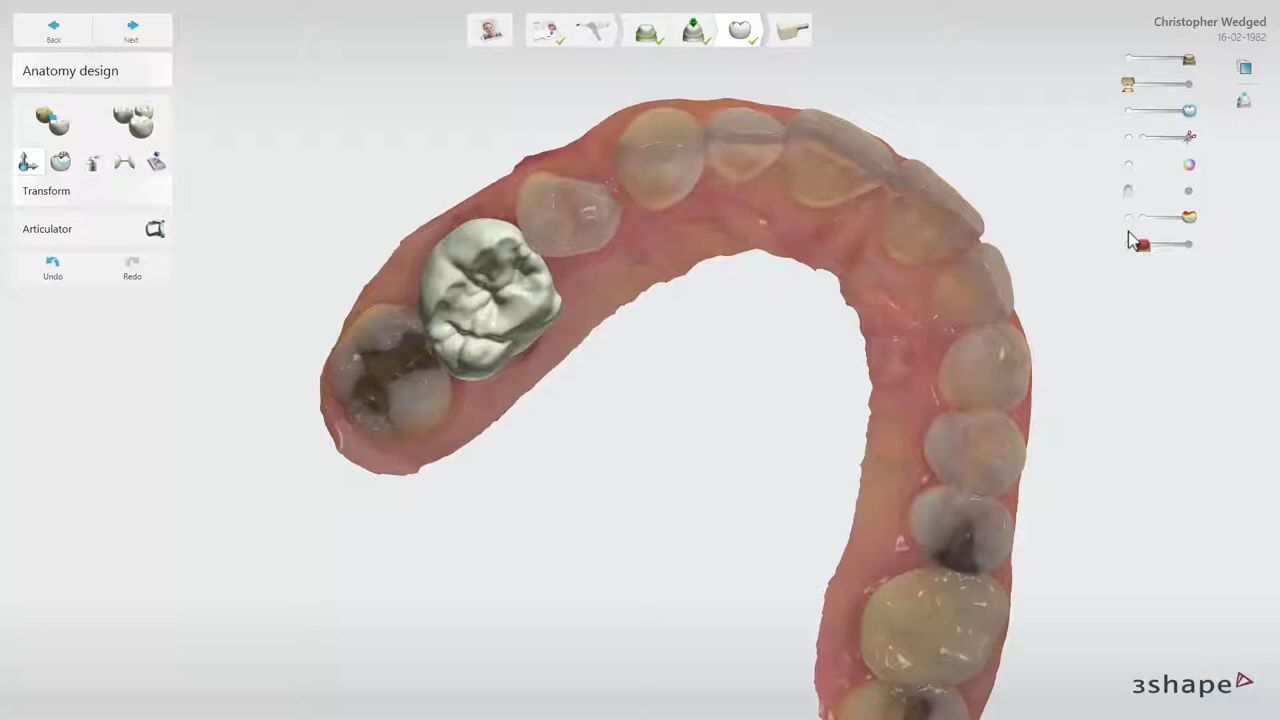 Back
Next
Christopher Wedged
16-02-1982
Anatomy design
Transform
Articulator
Undo
Redo
3shape